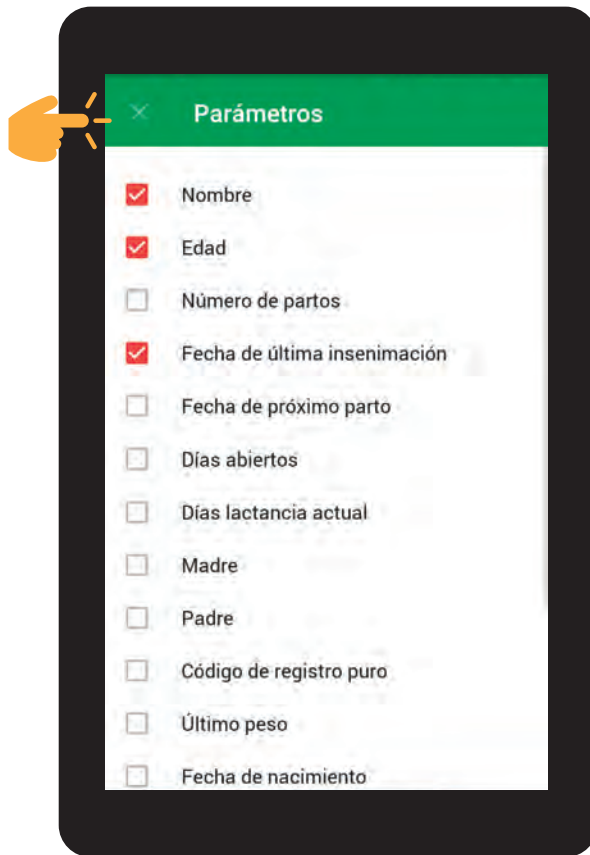 Parámetros
Nombre
Edad
Número de partos
Fecha de última insenimación
Fecha de próximo parto
Días abiertos
Días lactancia actual
Madre
Padre
Código de registro puro
Último peso
Fecha de nacimiento